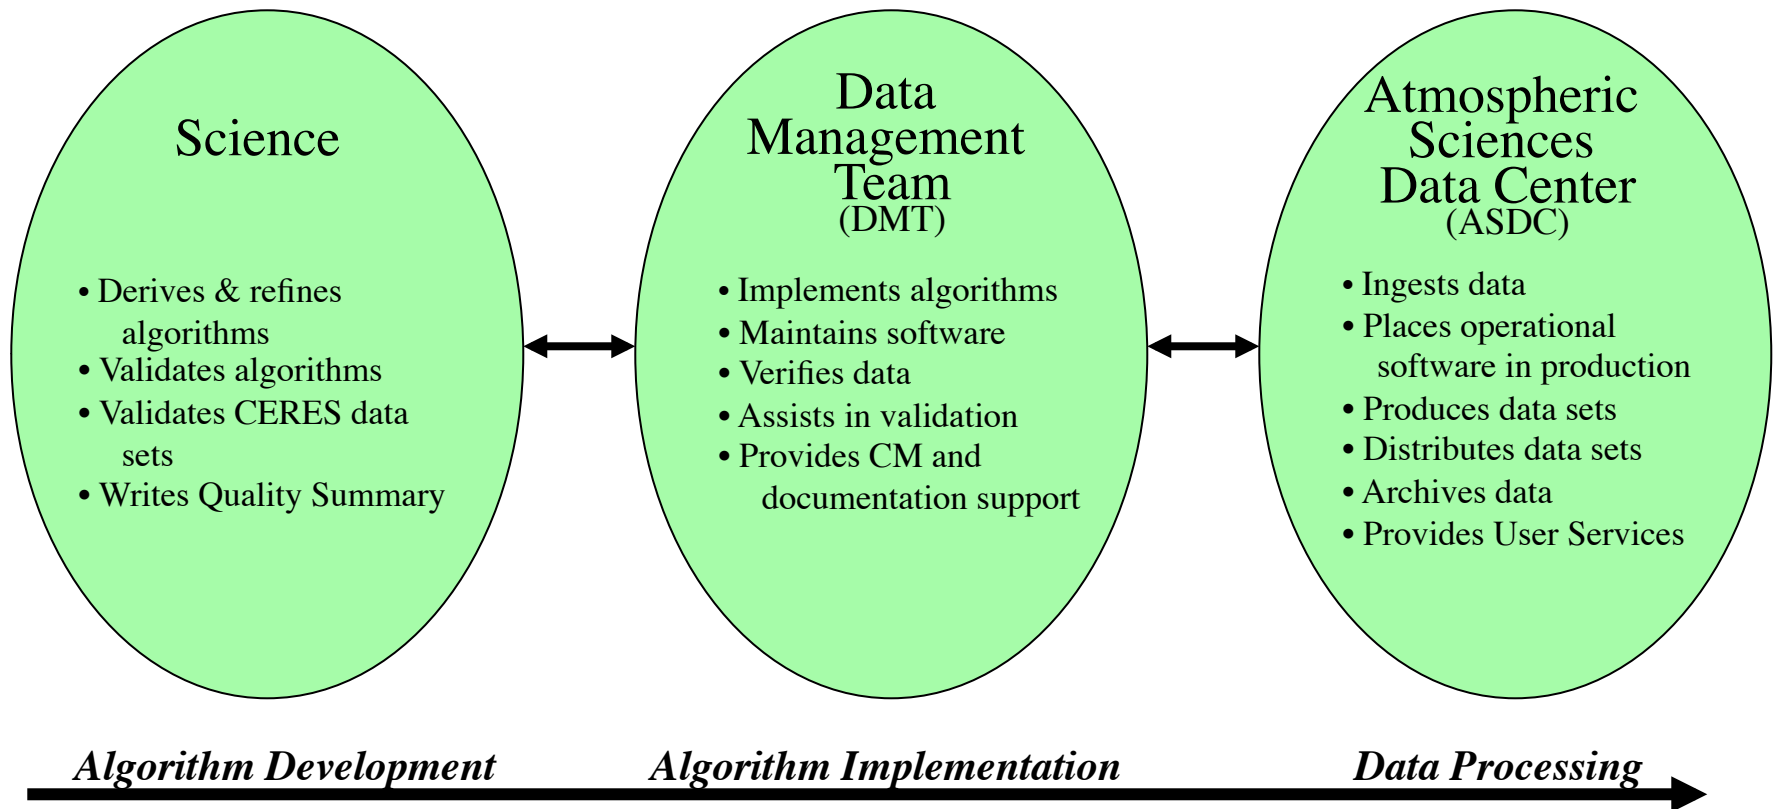 Science
• Derives & refines
algorithms
• Validates algorithms
• Validates CERES data
sets
• Writes Quality Summary
Data
Management
Team
(DMT)
• Implements algorithms
• Maintains software
• Verifies data
• Assists in validation
• Provides CM and
documentation support
Atmospheric
Sciences
Data Center
(ASDC)
• Ingests data
• Places operational
software in production
• Produces data sets
• Distributes data sets
• Archives data
• Provides User Services
Algorithm Development
Algorithm Implementation
Data Processing